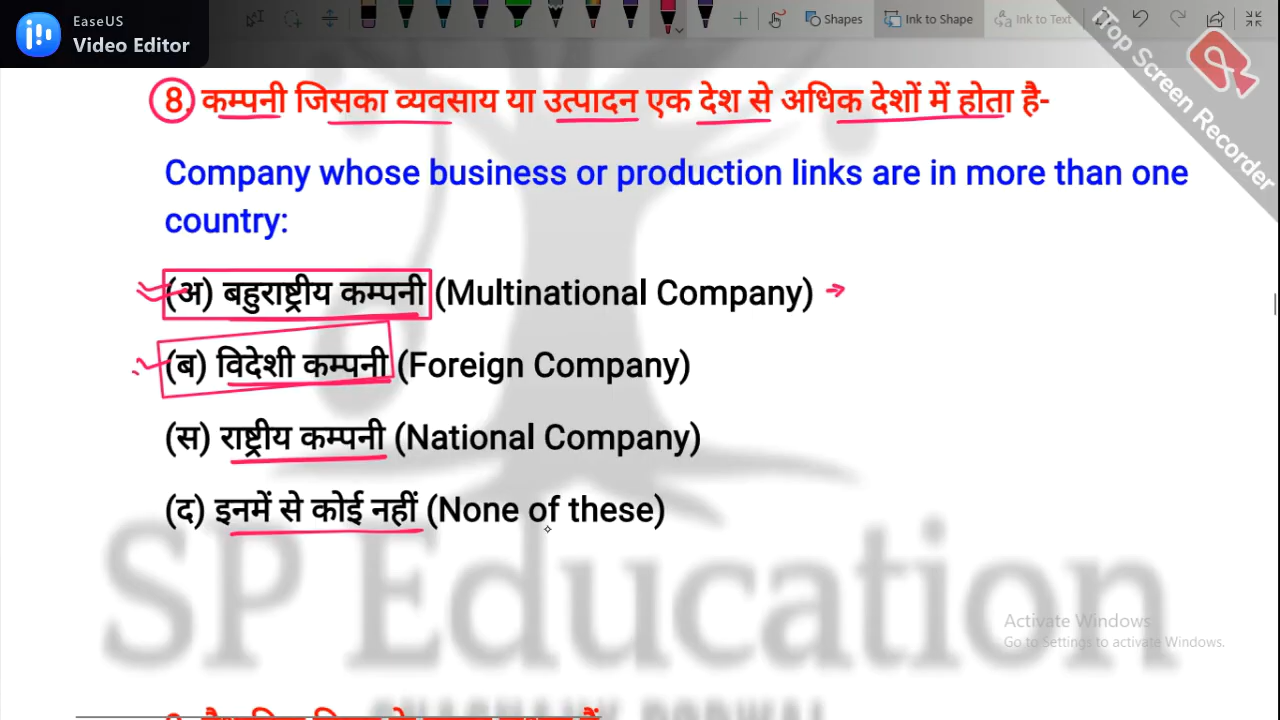 EaseUS
Video Editor
Shapes
Ink to Shape
Ink to Text
iTop Screen Recorder
8. कम्पनी जिसका व्यवसाय या उत्पादन एक देश से अधिक देशों में होता है-
Company whose business or production links are in more than one
country:
(अ) बहुराष्ट्रीय कम्पनी (Multinational Company)
(ब) विदेशी कम्पनी (Foreign Company)
(स) राष्ट्रीय कम्पनी (National Company)
(द) इनमें से कोई नहीं (None of these)
SP Education
Activate Windows
Go to Settings to activate Windows.